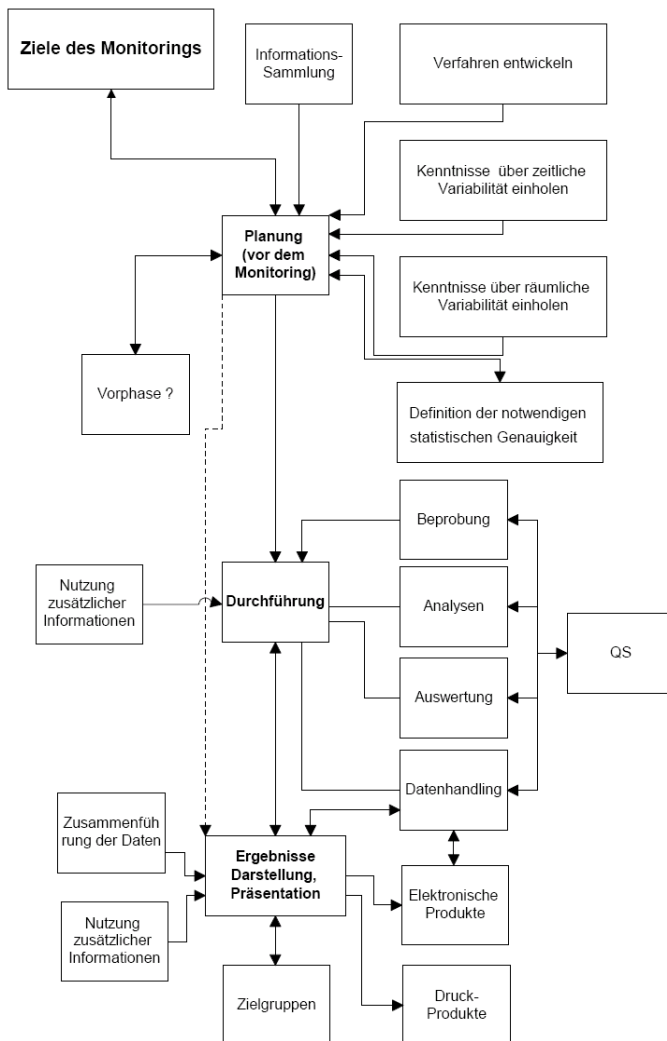 Ziele des Monitorings
Informations-
Sammlung
Verfahren entwickeln
Kenntnisse über zeitliche
Variabilität einholen
Planung
(vor dem
Monitoring)
Kenntnisse über räumliche
Variabilität einholen
Vorphase ?
Definition der notwendigen
statistischen Genauigkeit
Beprobung
Nutzung
zusätzlicher
Informationen
Durchführung
Analysen
QS
Auswertung
Datenhandling
Zusammenfüh
rung der Daten
Ergebnisse
Darstellung,
Präsentation
Elektronische
Produkte
Nutzung
zusätzlicher
Informationen
Zielgruppen
Druck-
Produkte